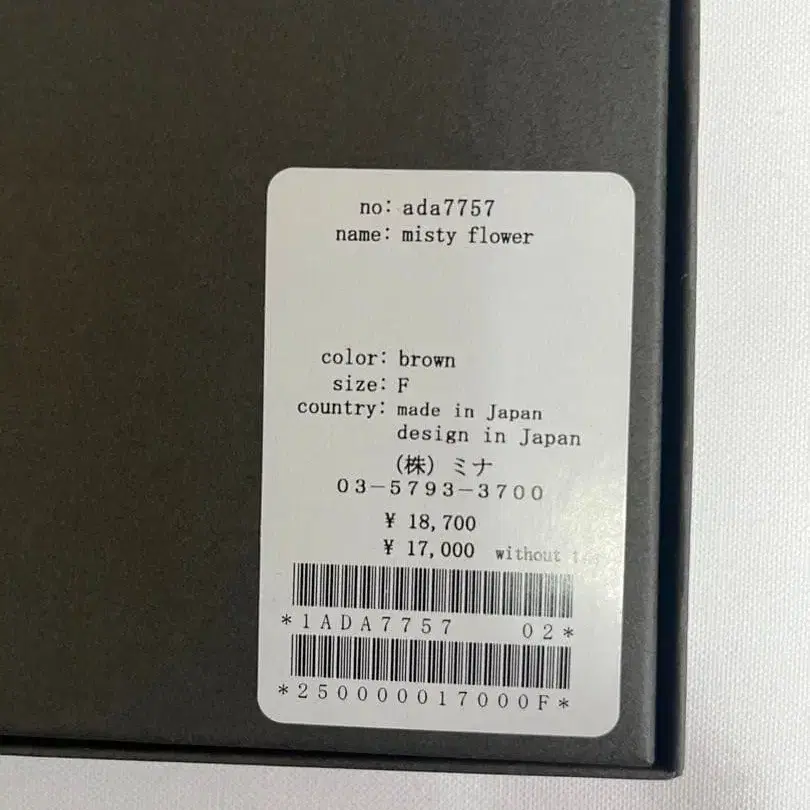 no: ada7757
name: misty flower
color: brown
size: F
country: made in Japan
design in Japan
(株) ミナ
03-5793-3700
¥ 18,700
¥ 17,000 without
*1ADA7757 02*
*250000017000F*